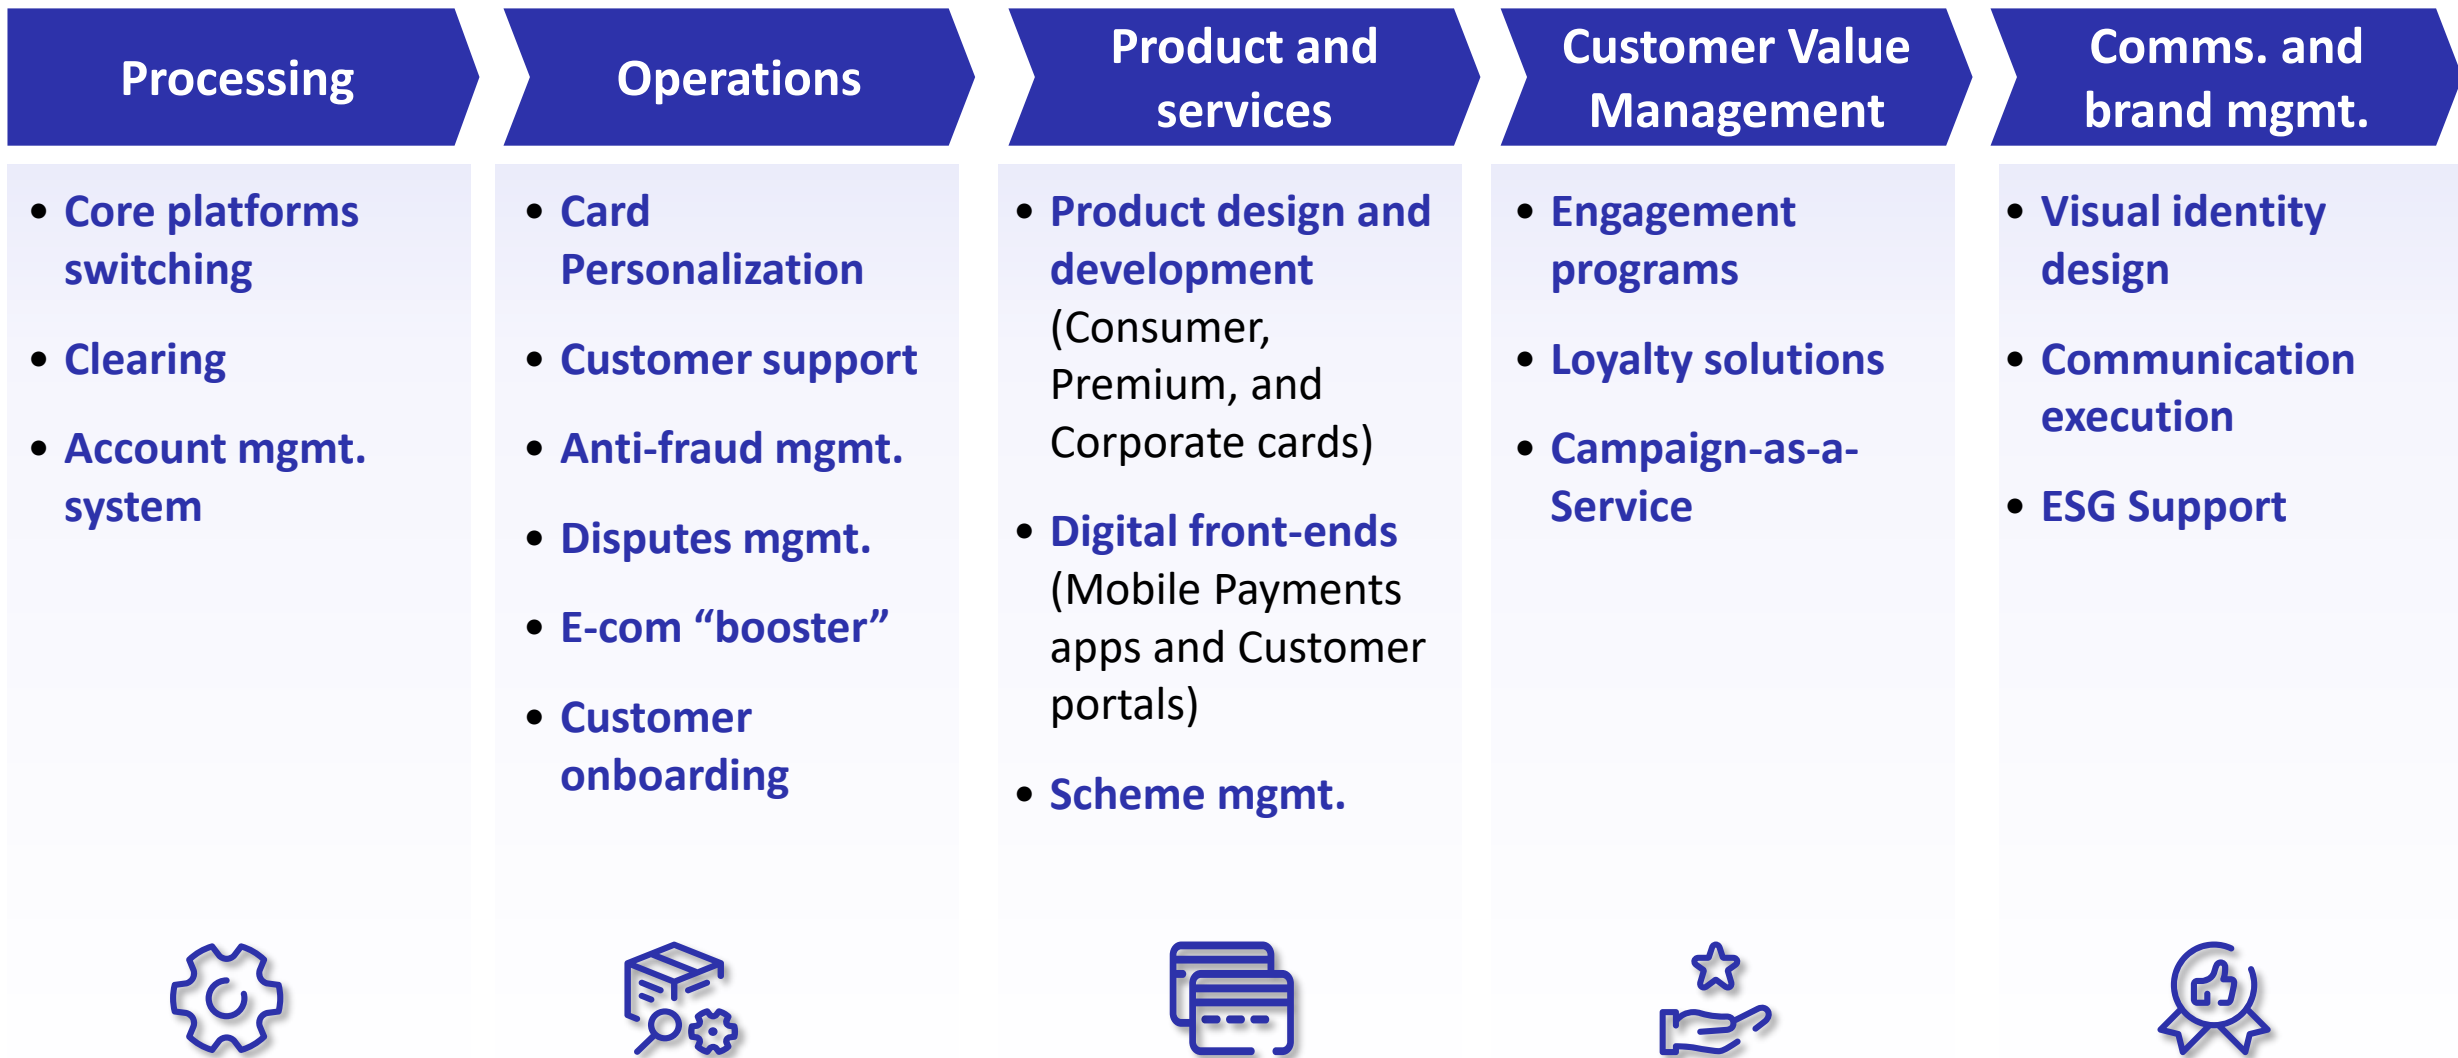 Processing
Operations
Product and
services
Customer Value
Management
Comms. and
brand mgmt.
• Core platforms
switching
• Clearing
• Account mgmt.
system
• Card
Personalization
• Customer support
• Anti-fraud mgmt.
• Disputes mgmt.
• E-com “booster”
• Customer
onboarding
• Product design and
development
(Consumer,
Premium, and
Corporate cards)
• Digital front-ends
(Mobile Payments
apps and Customer
portals)
• Scheme mgmt.
• Engagement
programs
• Loyalty solutions
• Campaign-as-a-
Service
• Visual identity
design
• Communication
execution
• ESG Support